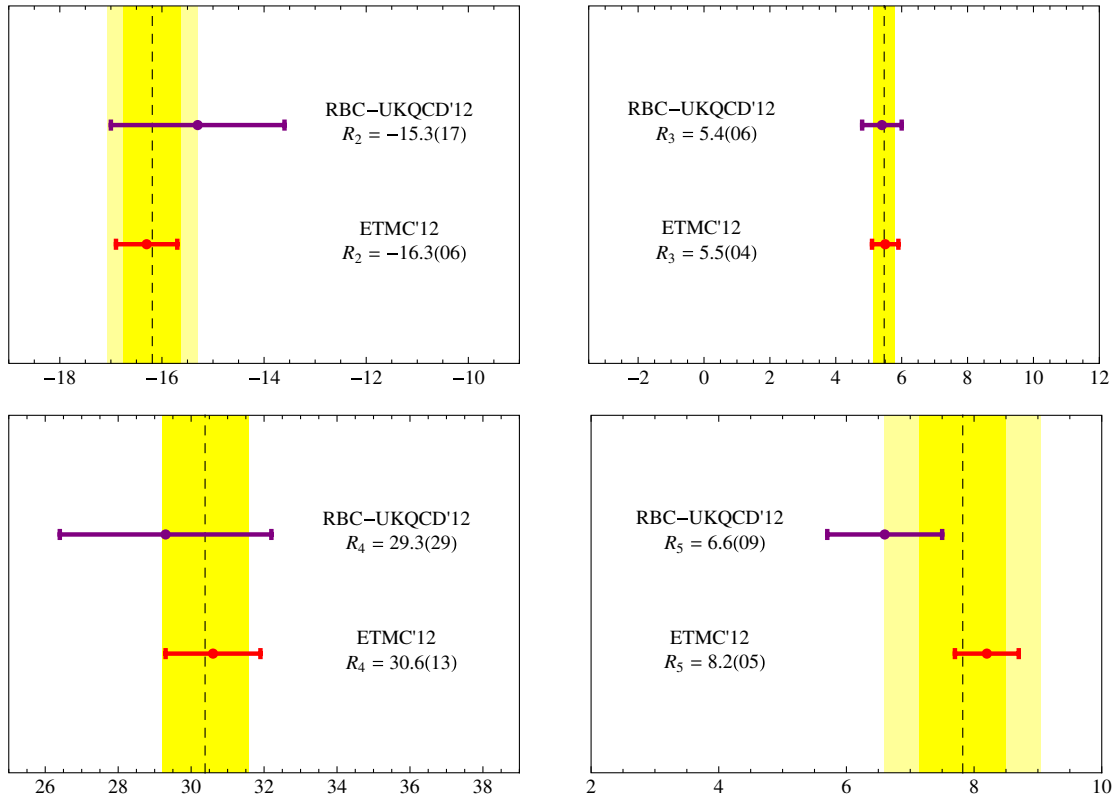 RBC−UKQCD'12
R₂ = −15.3(17)
ETMC'12
R₂ = −16.3(06)
−18 −16 −14 −12 −10
RBC−UKQCD'12
R₃ = 5.4(06)
ETMC'12
R₃ = 5.5(04)
−2 0 2 4 6 8 10 12
RBC−UKQCD'12
R₄ = 29.3(29)
ETMC'12
R₄ = 30.6(13)
26 28 30 32 34 36 38
RBC−UKQCD'12
R₅ = 6.6(09)
ETMC'12
R₅ = 8.2(05)
2 4 6 8 10